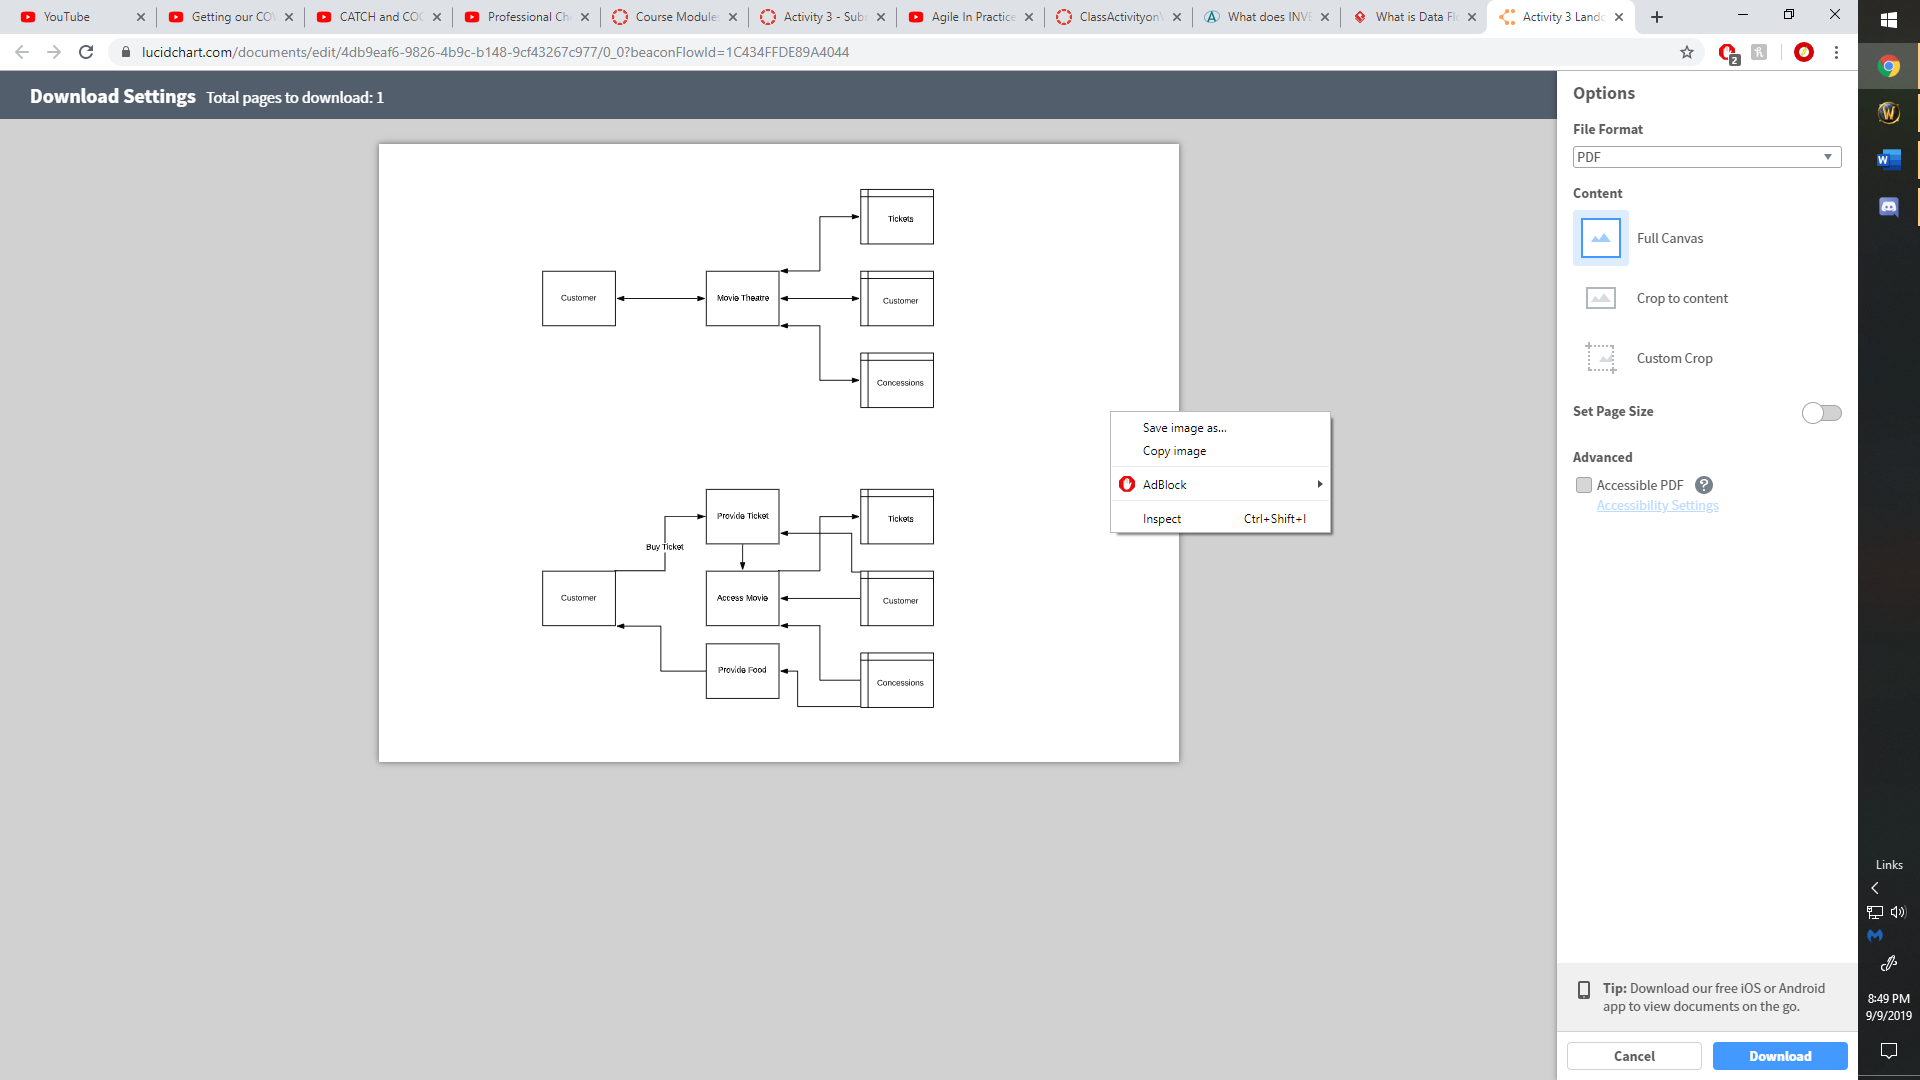 YouTube
Getting our CO
CATCH and COO
Professional Ch
Course Module
Activity 3 - Sub
Agile In Practice
ClassActivityon
What does INVE
What is Data Fl
Activity 3 Landc
lucidchart.com/documents/edit/4db9eaf6-9826-4b9c-b148-9cf43267c977/0_0?beaconFlowId=1C434FFDE89A4044
2
Download Settings Total pages to download: 1
Tickets
Customer
Movie Theatre
Customer
Concessions
Provide Ticket
Tickets
Buy Ticket
Customer
Access Movie
Customer
Provide Food
Concessions
Save image as...
Copy image
AdBlock
Inspect Ctrl+Shift+I
Options
File Format
PDF
Content
Full Canvas
Crop to content
Custom Crop
Set Page Size
Advanced
Accessible PDF ?
Accessibility Settings
Tip: Download our free iOS or Android
app to view documents on the go.
Cancel
Download
Links
8:49 PM
9/9/2019